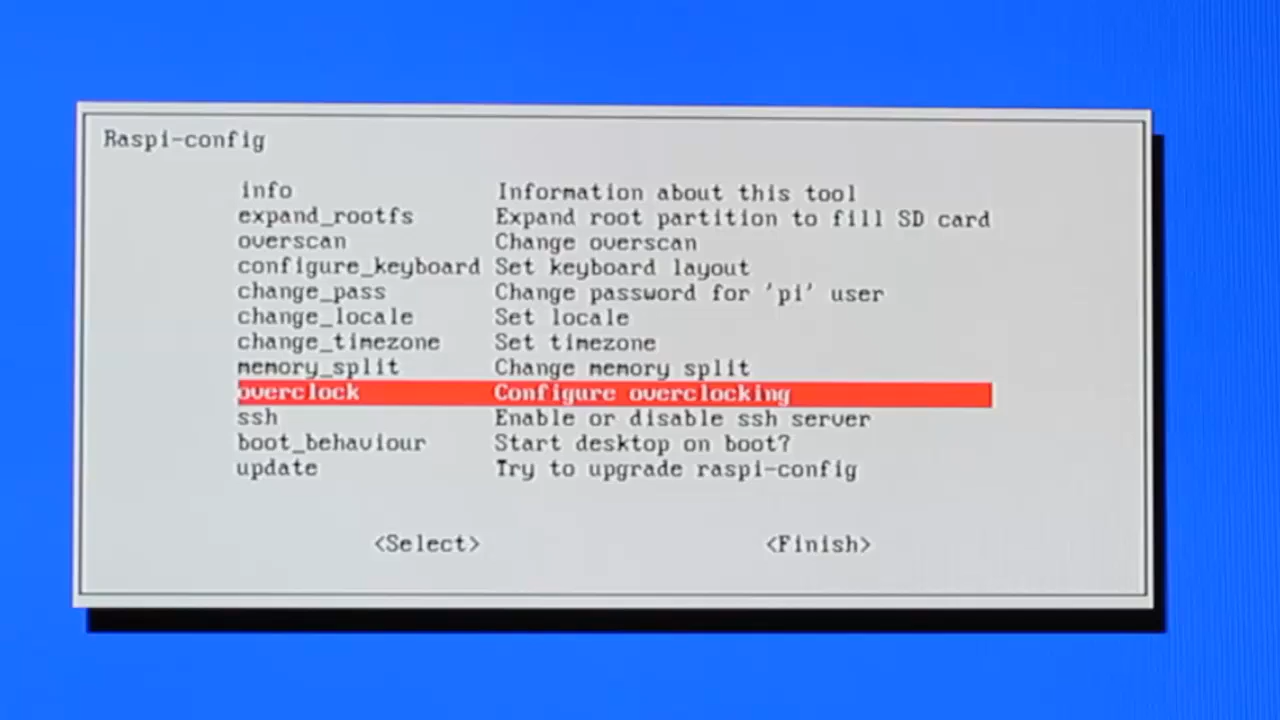 Raspi-config
info Information about this tool
expand_rootfs Expand root partition to fill SD card
overscan Change overscan
configure_keyboard Set keyboard layout
change_pass Change password for 'pi' user
change_locale Set locale
change_timezone Set timezone
memory_split Change memory split
overclock Configure overclocking
ssh Enable or disable ssh server
boot_behaviour Start desktop on boot?
update Try to upgrade raspi-config
<Select> <Finish>